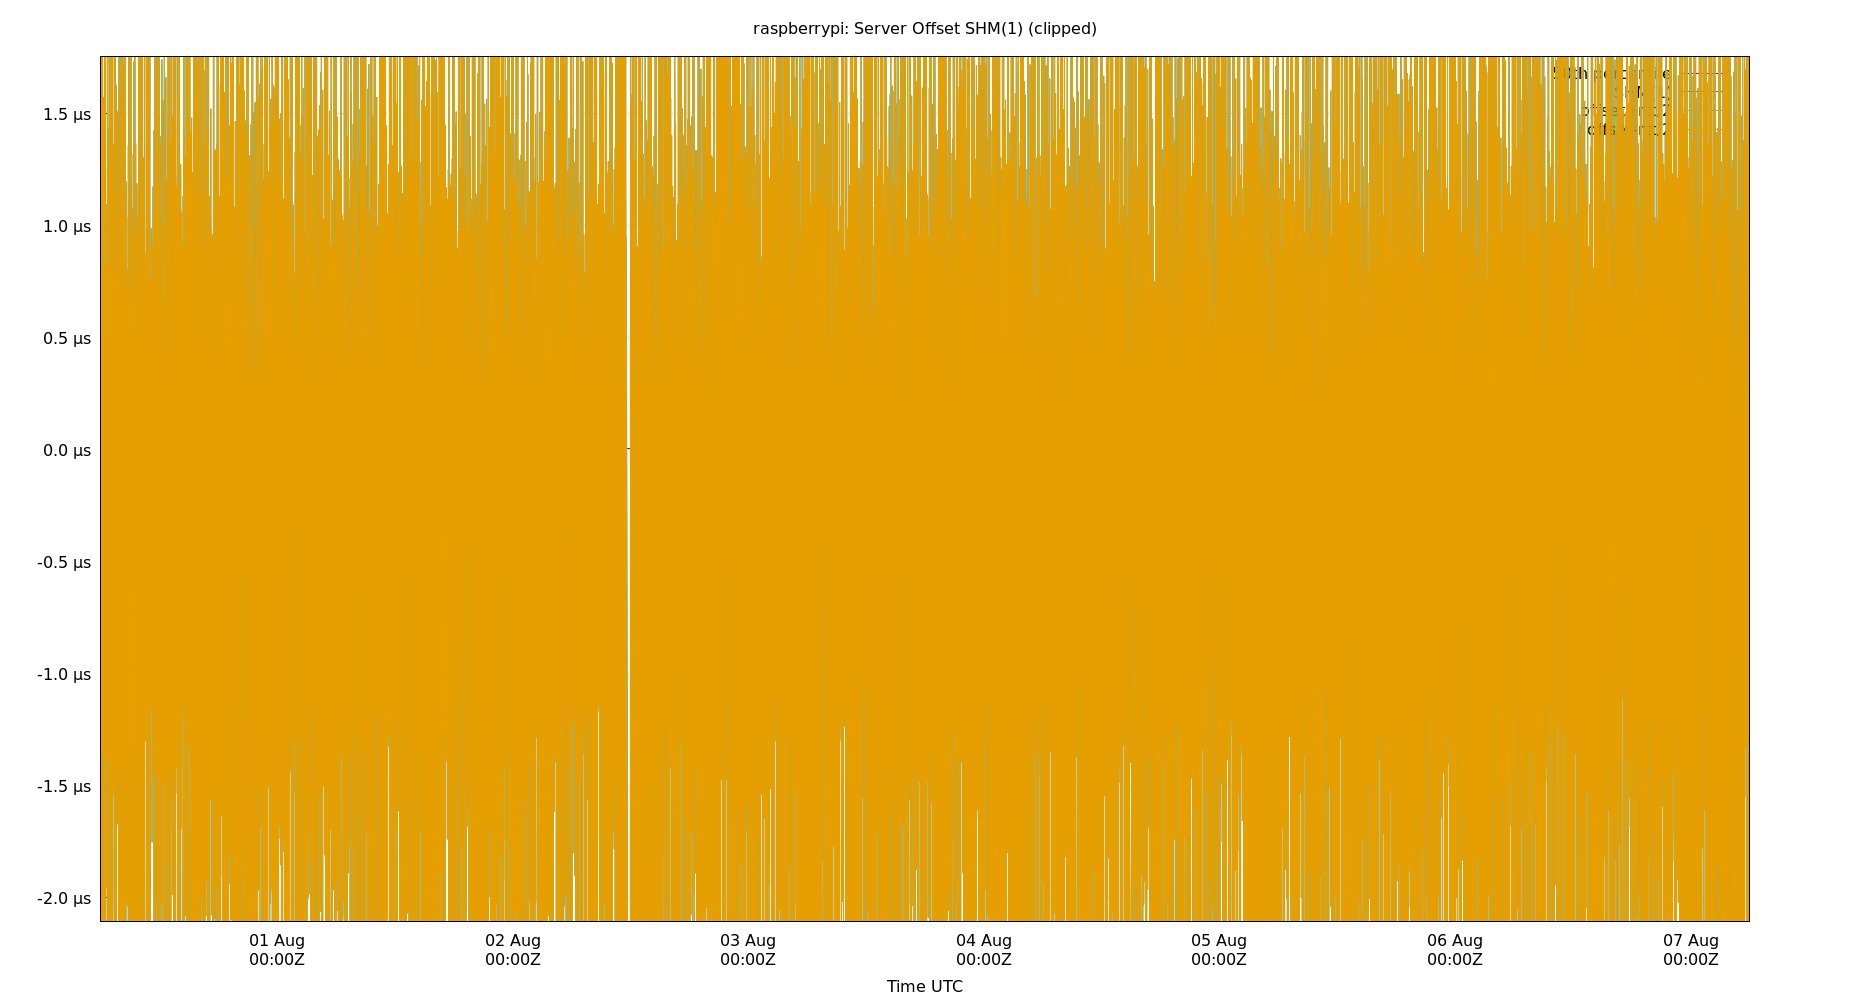 raspberrypi: Server Offset SHM(1) (clipped)
1.5 µs
1.0 µs
0.5 µs
0.0 µs
-0.5 µs
-1.0 µs
-1.5 µs
-2.0 µs
01 Aug 02 Aug 03 Aug 04 Aug 05 Aug 06 Aug 07 Aug
00:00Z 00:00Z 00:00Z 00:00Z 00:00Z 00:00Z 00:00Z
Time UTC